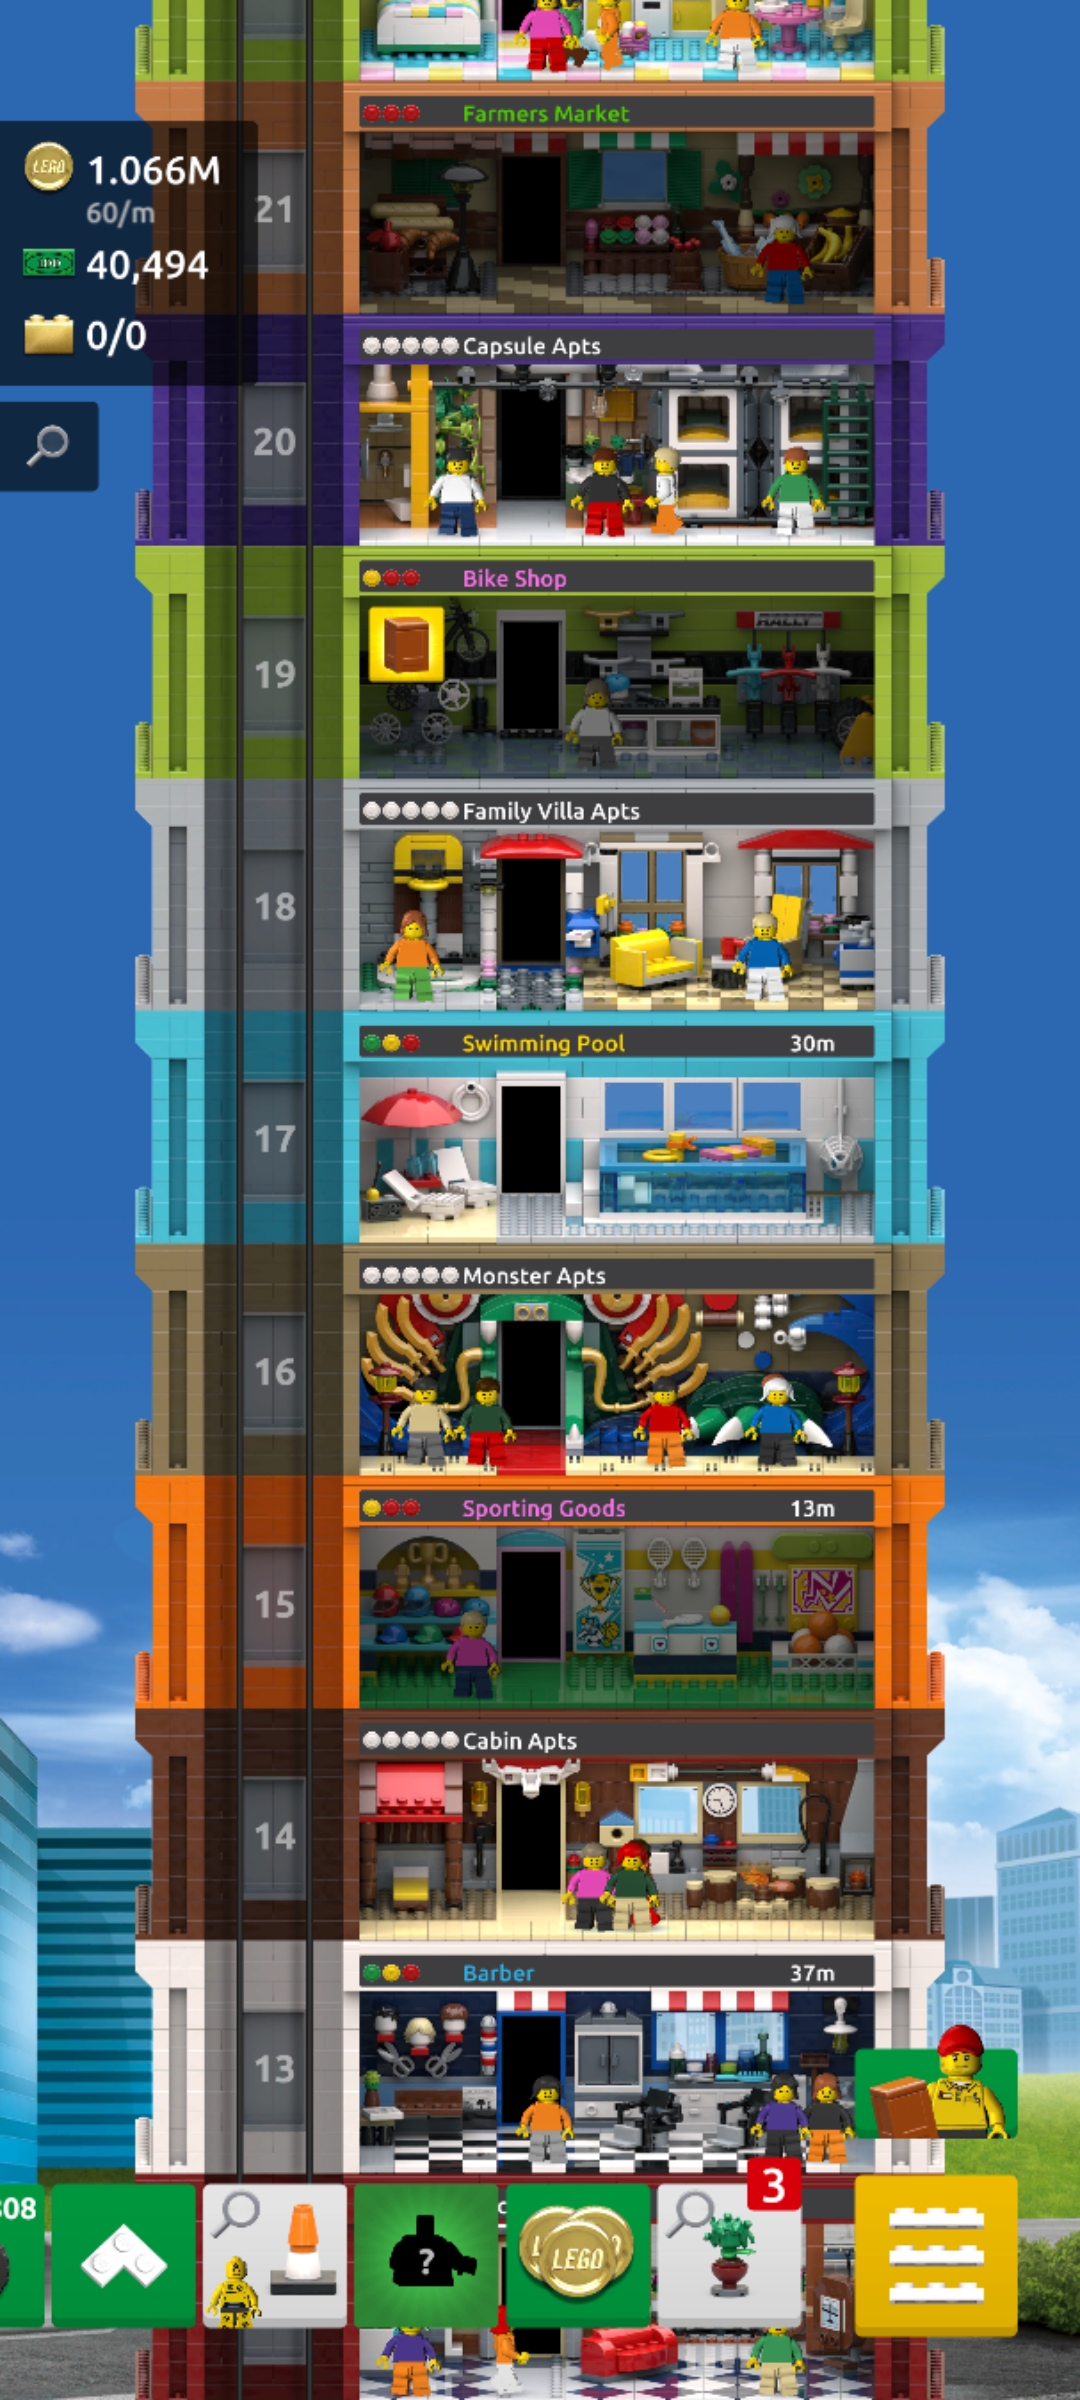 Farmers Market
LEGO 1.066M
60/m
40,494
0/0
21
Capsule Apts
20
Bike Shop
RALLY
19
Family Villa Apts
18
Swimming Pool 30m
17
Monster Apts
16
Sporting Goods 13m
15
Cabin Apts
14
Barber 37m
13
3
?
LEGO